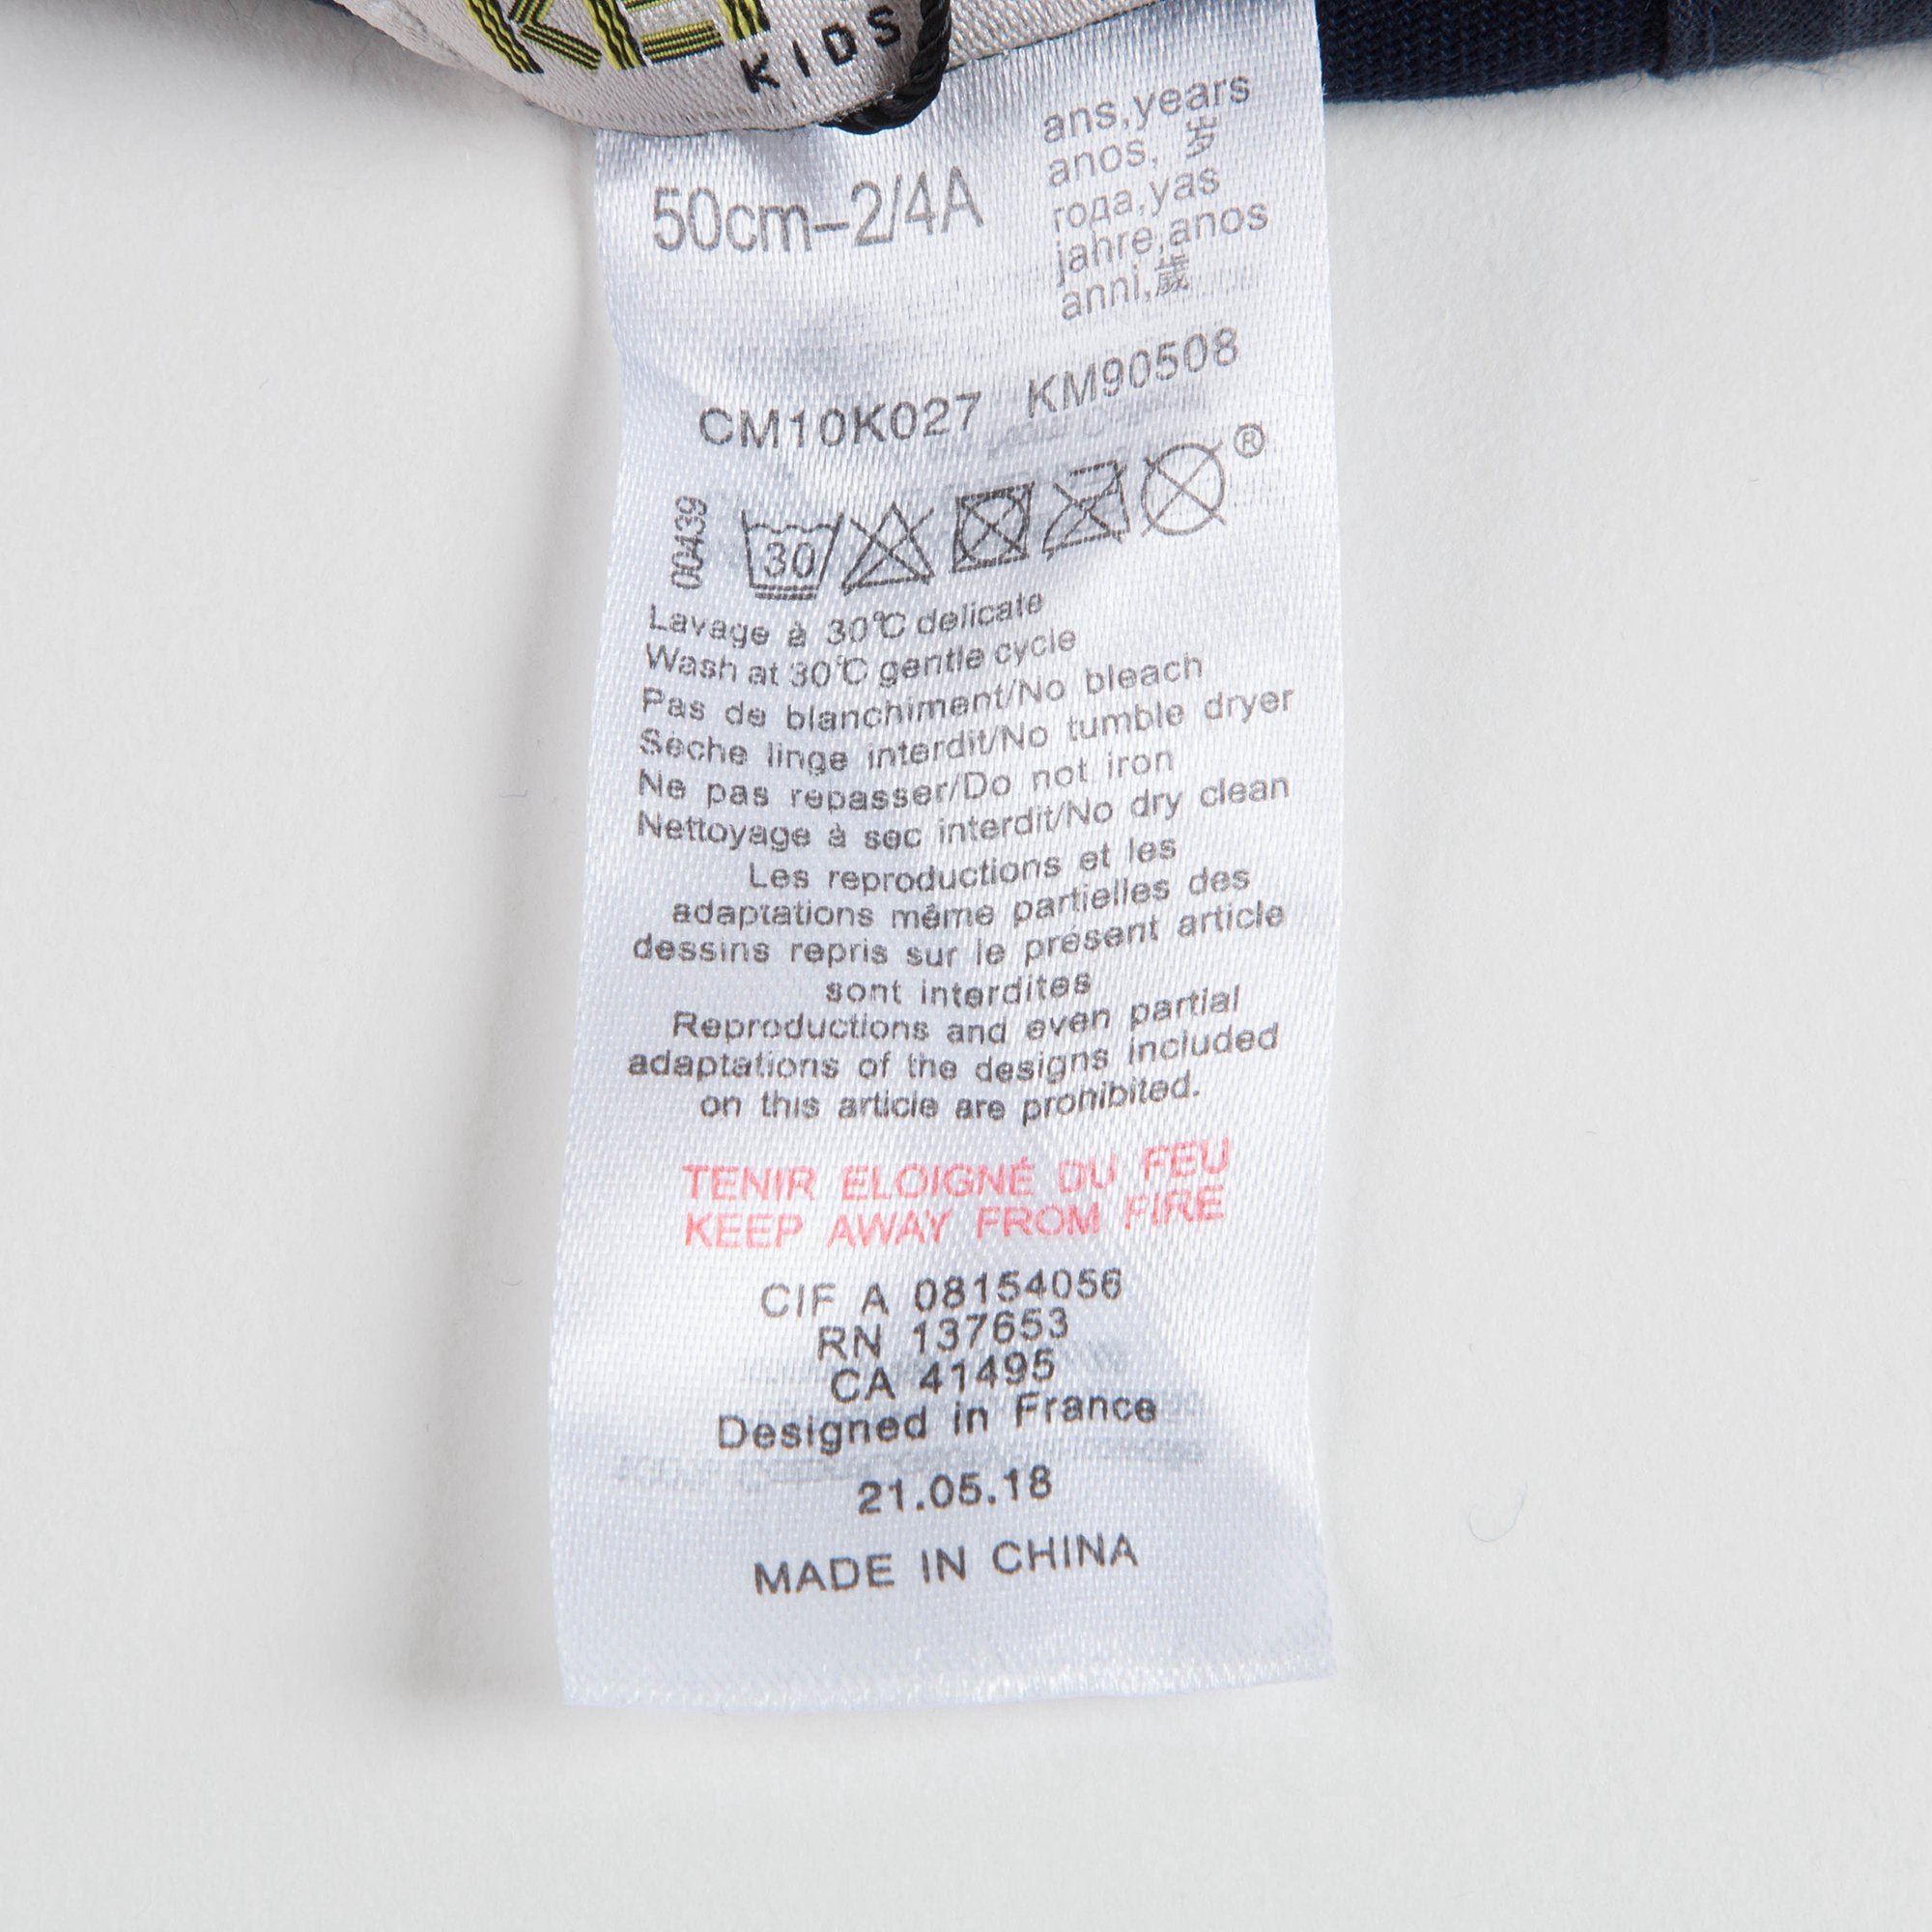 KIDS
50cm-2/4A
ans,years
anos, 岁
года,yas
jahre,anos
anni,歲
CM10K027 KM90508
®
00439
30
Lavage à 30℃ delicate
Wash at 30℃ gentle cycle
Pas de blanchiment/No bleach
Seche linge interdit/No tumble dryer
Ne pas repasser/Do not iron
Nettoyage à sec interdit/No dry clean
Les reproductions et les
adaptations même partielles des
dessins repris sur le présent article
sont interdites
Reproductions and even partial
adaptations of the designs included
on this article are prohibited.
TENIR ELOIGNÉ DU FEU
KEEP AWAY FROM FIRE
CIF A 08154056
RN 137653
CA 41495
Designed in France
21.05.18
MADE IN CHINA